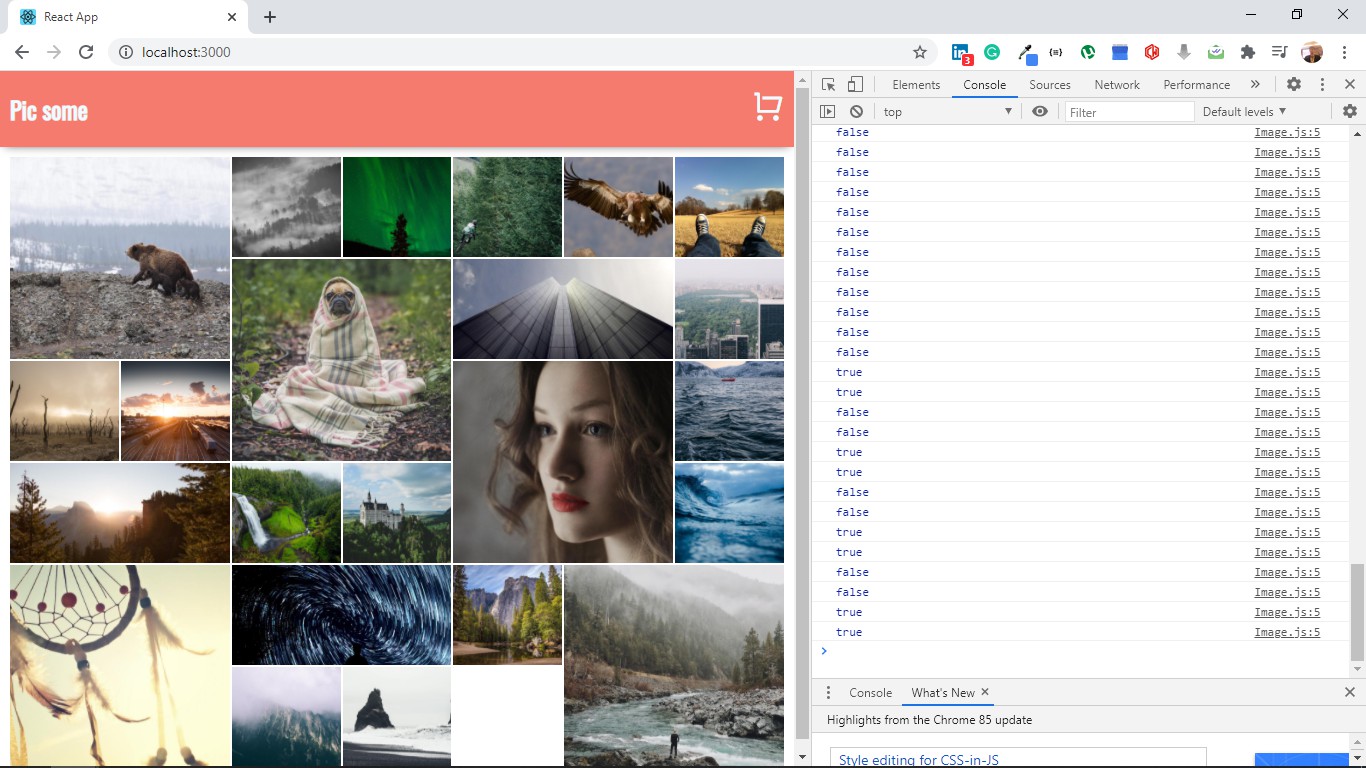 React App
localhost:3000
3
Pic some
Elements Console Sources Network Performance
top Filter Default levels
false Image.js:5
false Image.js:5
false Image.js:5
false Image.js:5
false Image.js:5
false Image.js:5
false Image.js:5
false Image.js:5
false Image.js:5
false Image.js:5
false Image.js:5
false Image.js:5
true Image.js:5
true Image.js:5
false Image.js:5
false Image.js:5
true Image.js:5
true Image.js:5
false Image.js:5
false Image.js:5
true Image.js:5
true Image.js:5
false Image.js:5
false Image.js:5
true Image.js:5
true Image.js:5
Console What's New
Highlights from the Chrome 85 update
Style editing for CSS-in-JS